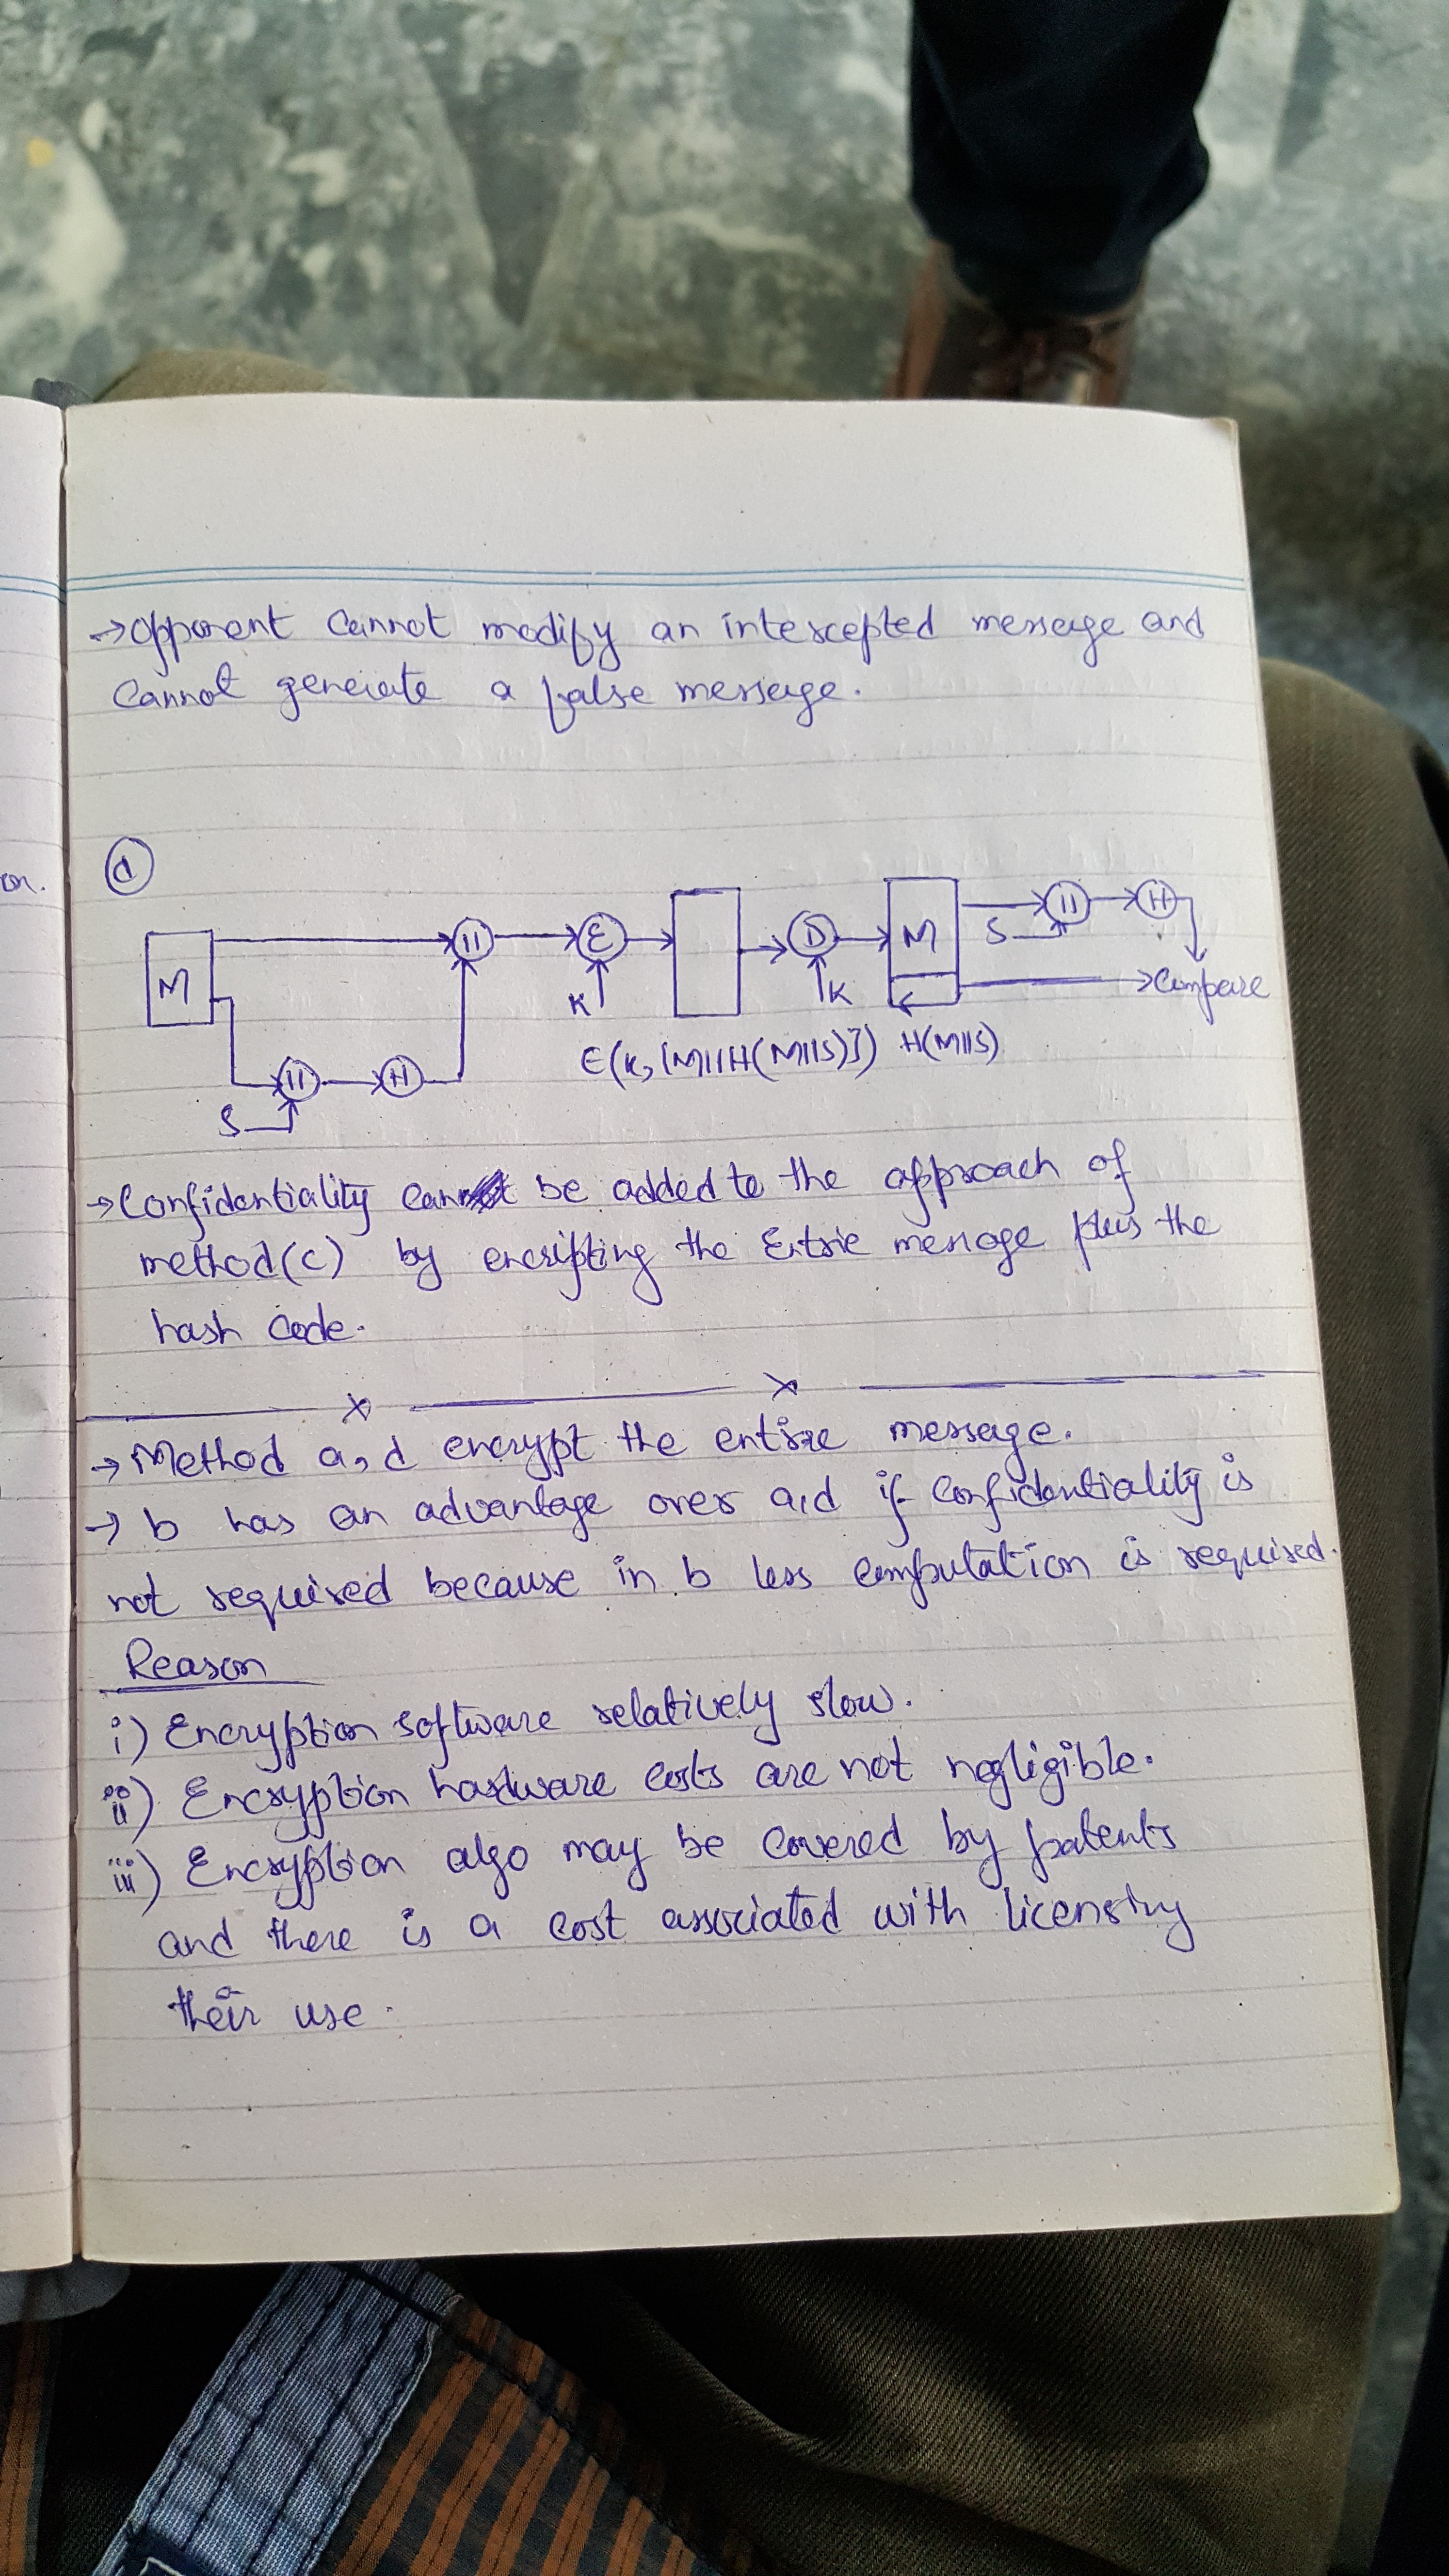 on.
→Opponent Cannot modify an intercepted message and
Cannot generate a false message.
d
M
S
||
H
||
E
K
D
K
M
S
||
H
Compare
E(K, [M||H(M||S)]) H(M||S)
→Confidentiality can be added to the approach of
method(c) by encripting the Entrie message plus the
hash code.
→ Method a,d encrypt the entire message.
→ b has an advantage over a,d if confidentiality is
not required because in b less computation is required.
Reason
i) Encryption software relatively slow.
ii) Encryption hardware costs are not negligible.
iii) Encryption algo may be covered by patents
and there is a cost associated with licensing
their use.